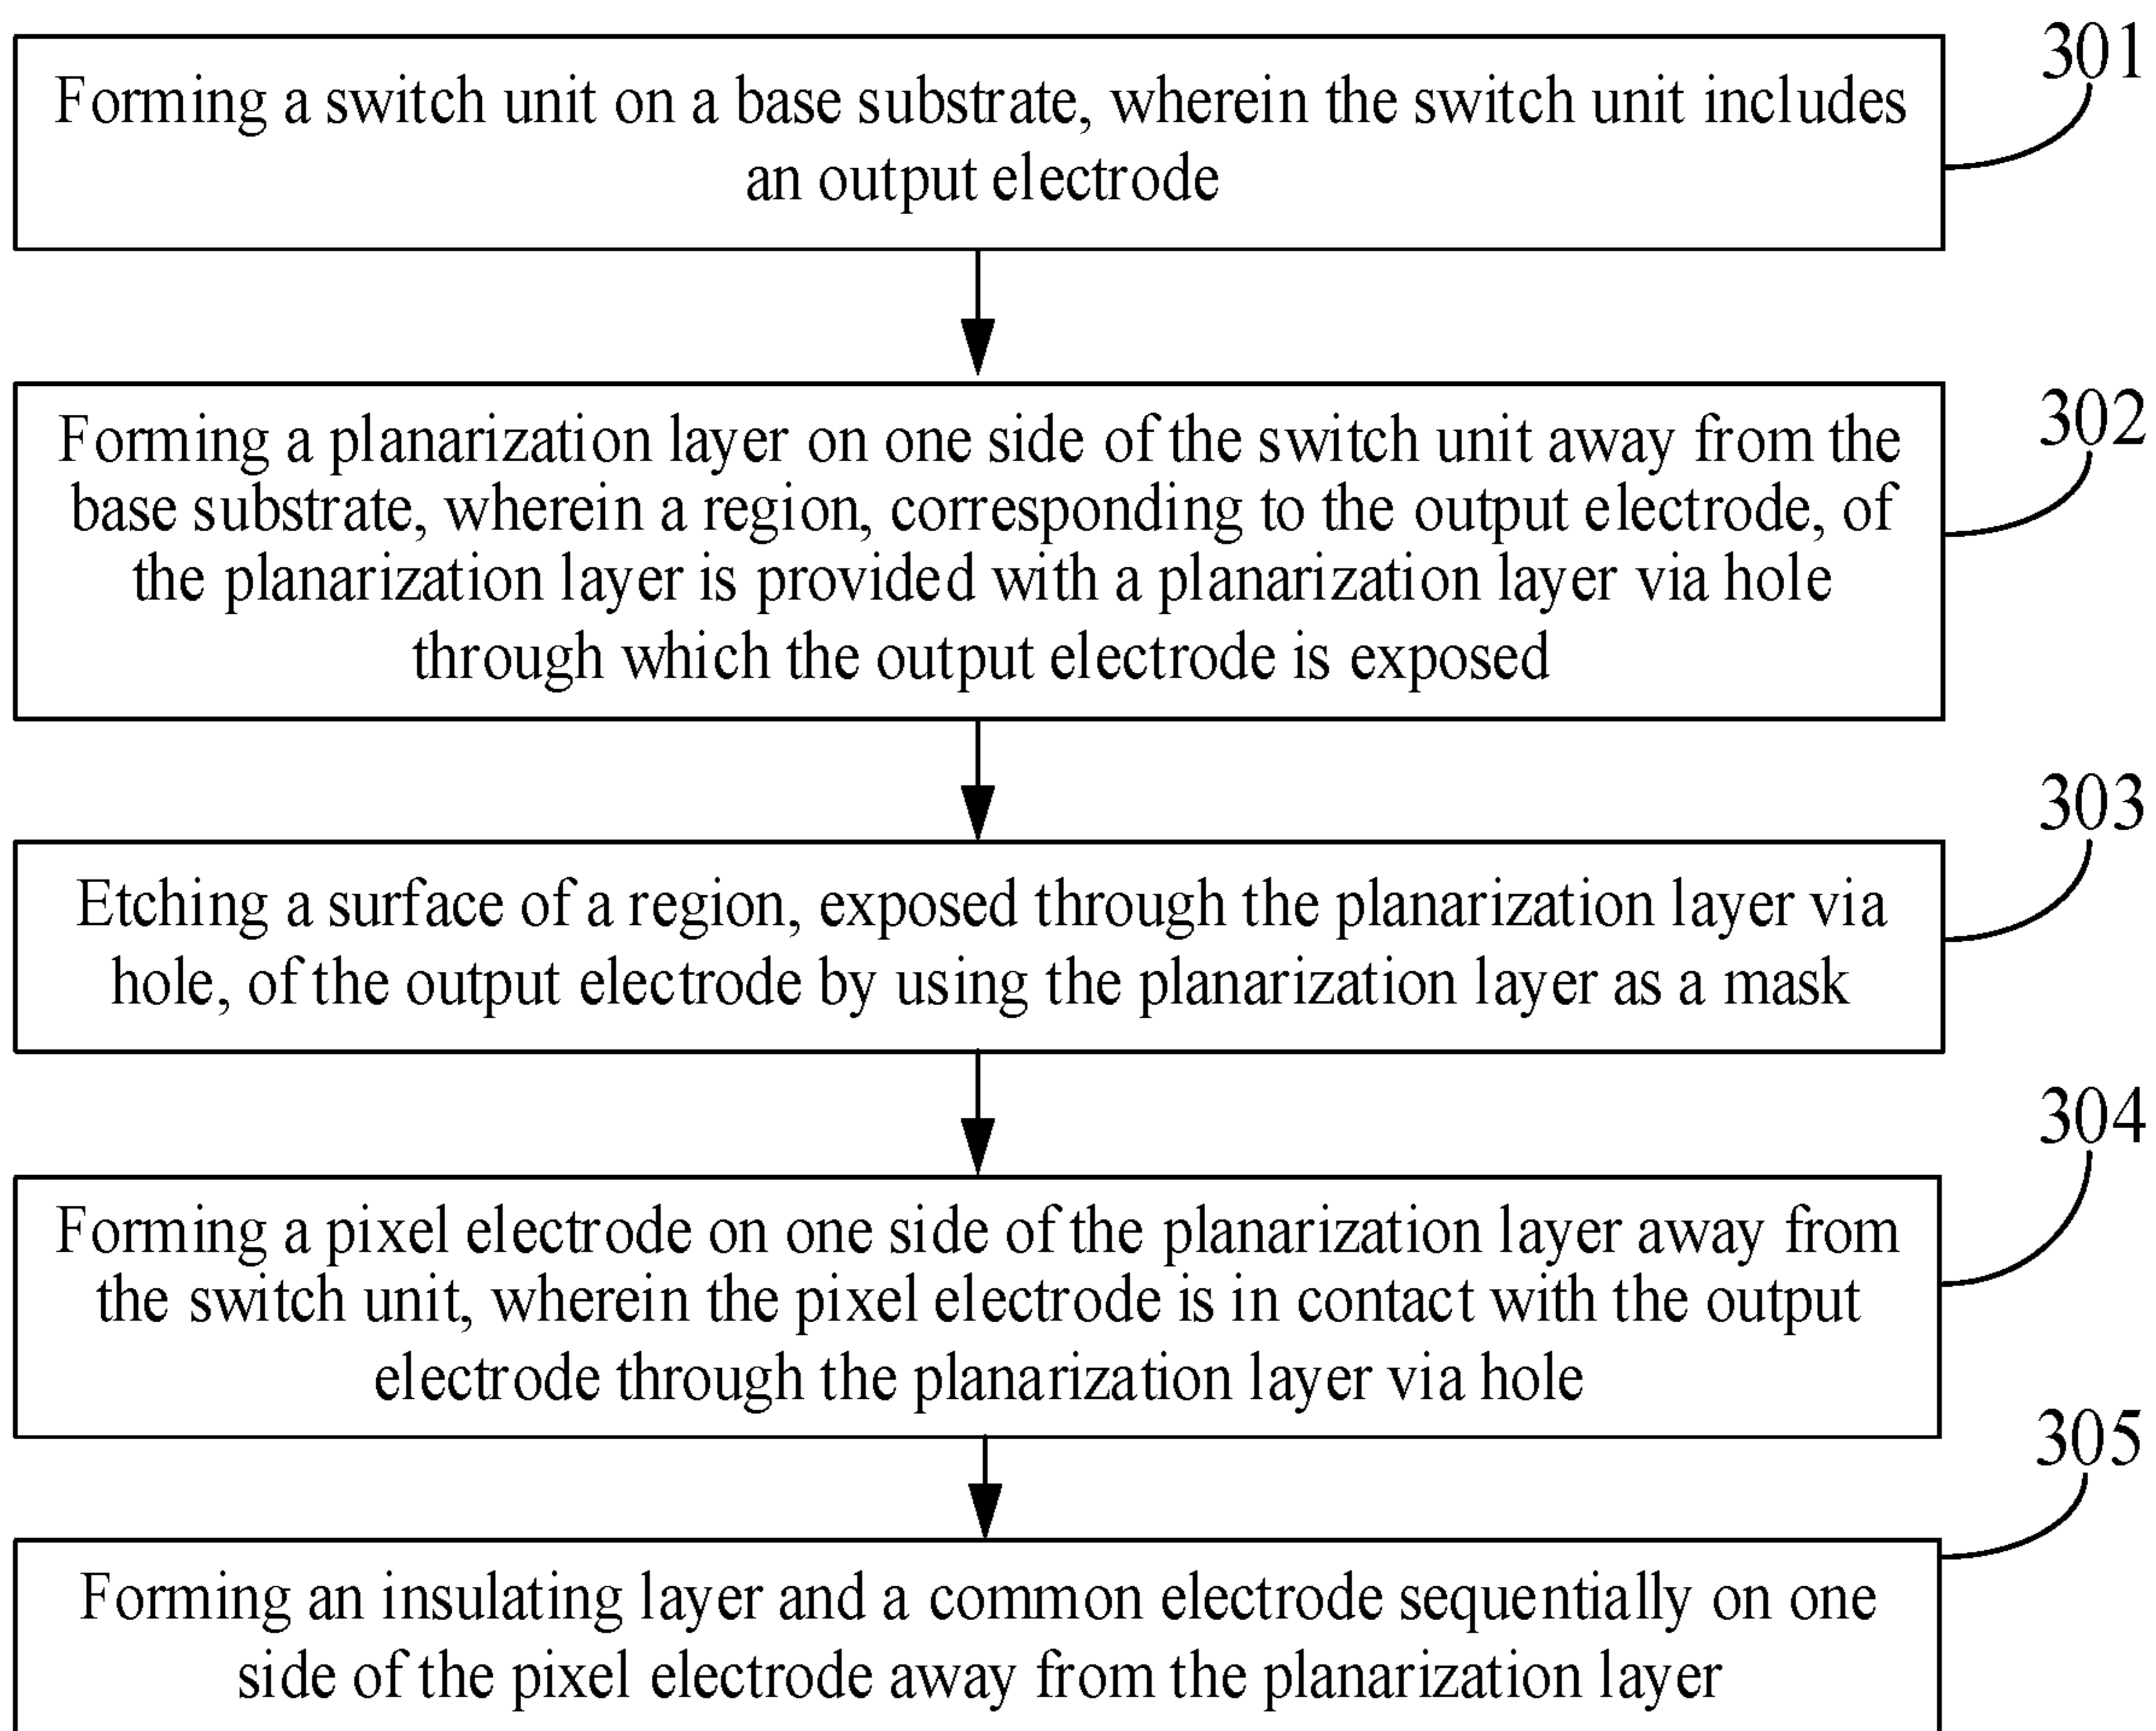 301
Forming a switch unit on a base substrate, wherein the switch unit includes
an output electrode
302
Forming a planarization layer on one side of the switch unit away from the
base substrate, wherein a region, corresponding to the output electrode, of
the planarization layer is provided with a planarization layer via hole
through which the output electrode is exposed
303
Etching a surface of a region, exposed through the planarization layer via
hole, of the output electrode by using the planarization layer as a mask
304
Forming a pixel electrode on one side of the planarization layer away from
the switch unit, wherein the pixel electrode is in contact with the output
electrode through the planarization layer via hole
305
Forming an insulating layer and a common electrode sequentially on one
side of the pixel electrode away from the planarization layer